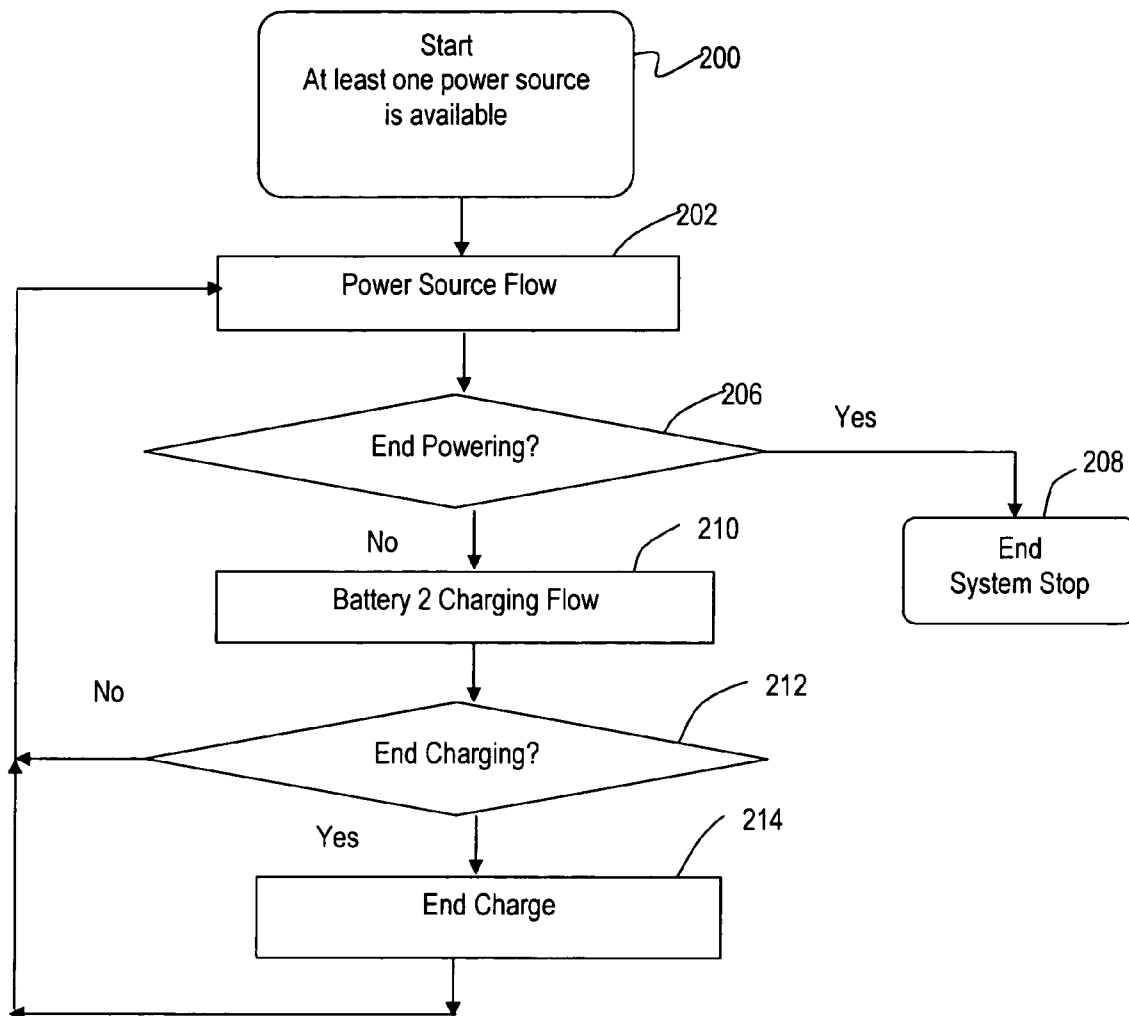 Start
At least one power source
is available
200
202
Power Source Flow
206
End Powering?
Yes
208
End
System Stop
No
210
Battery 2 Charging Flow
No
212
End Charging?
Yes
214
End Charge